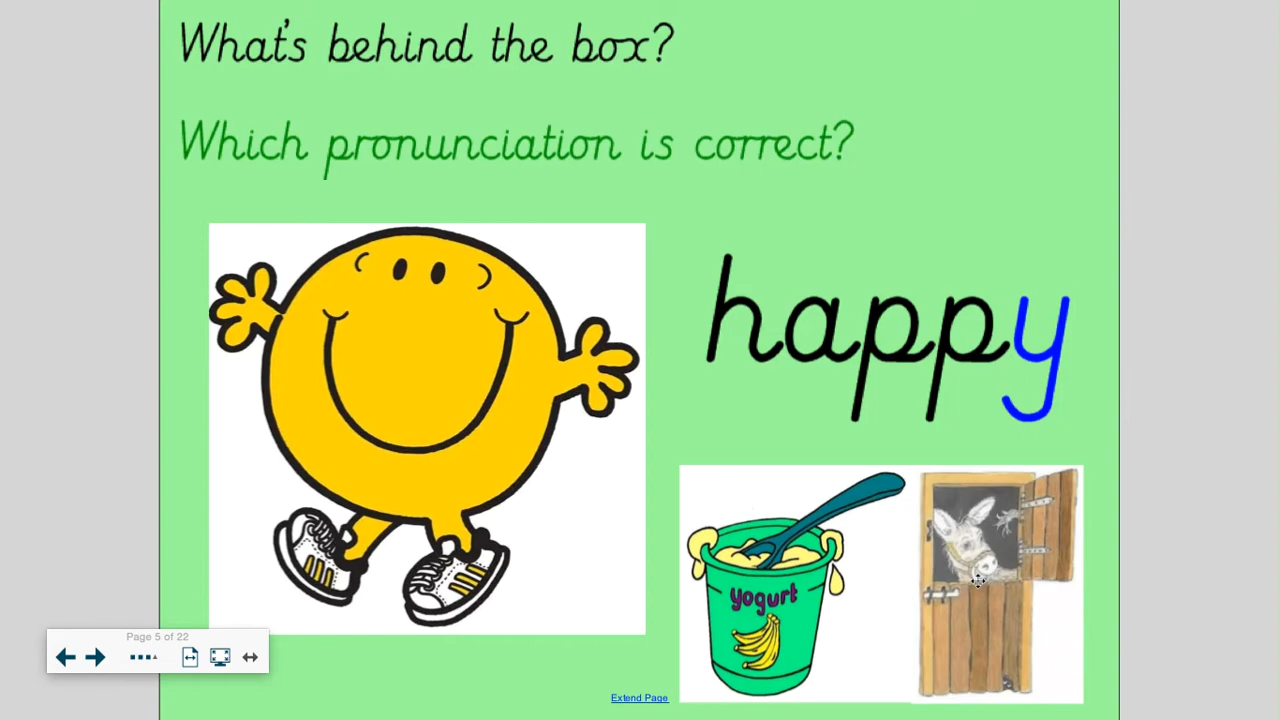 What's behind the box?
Which pronunciation is correct?
happy
yogurt
Page 5 of 22
Extend Page